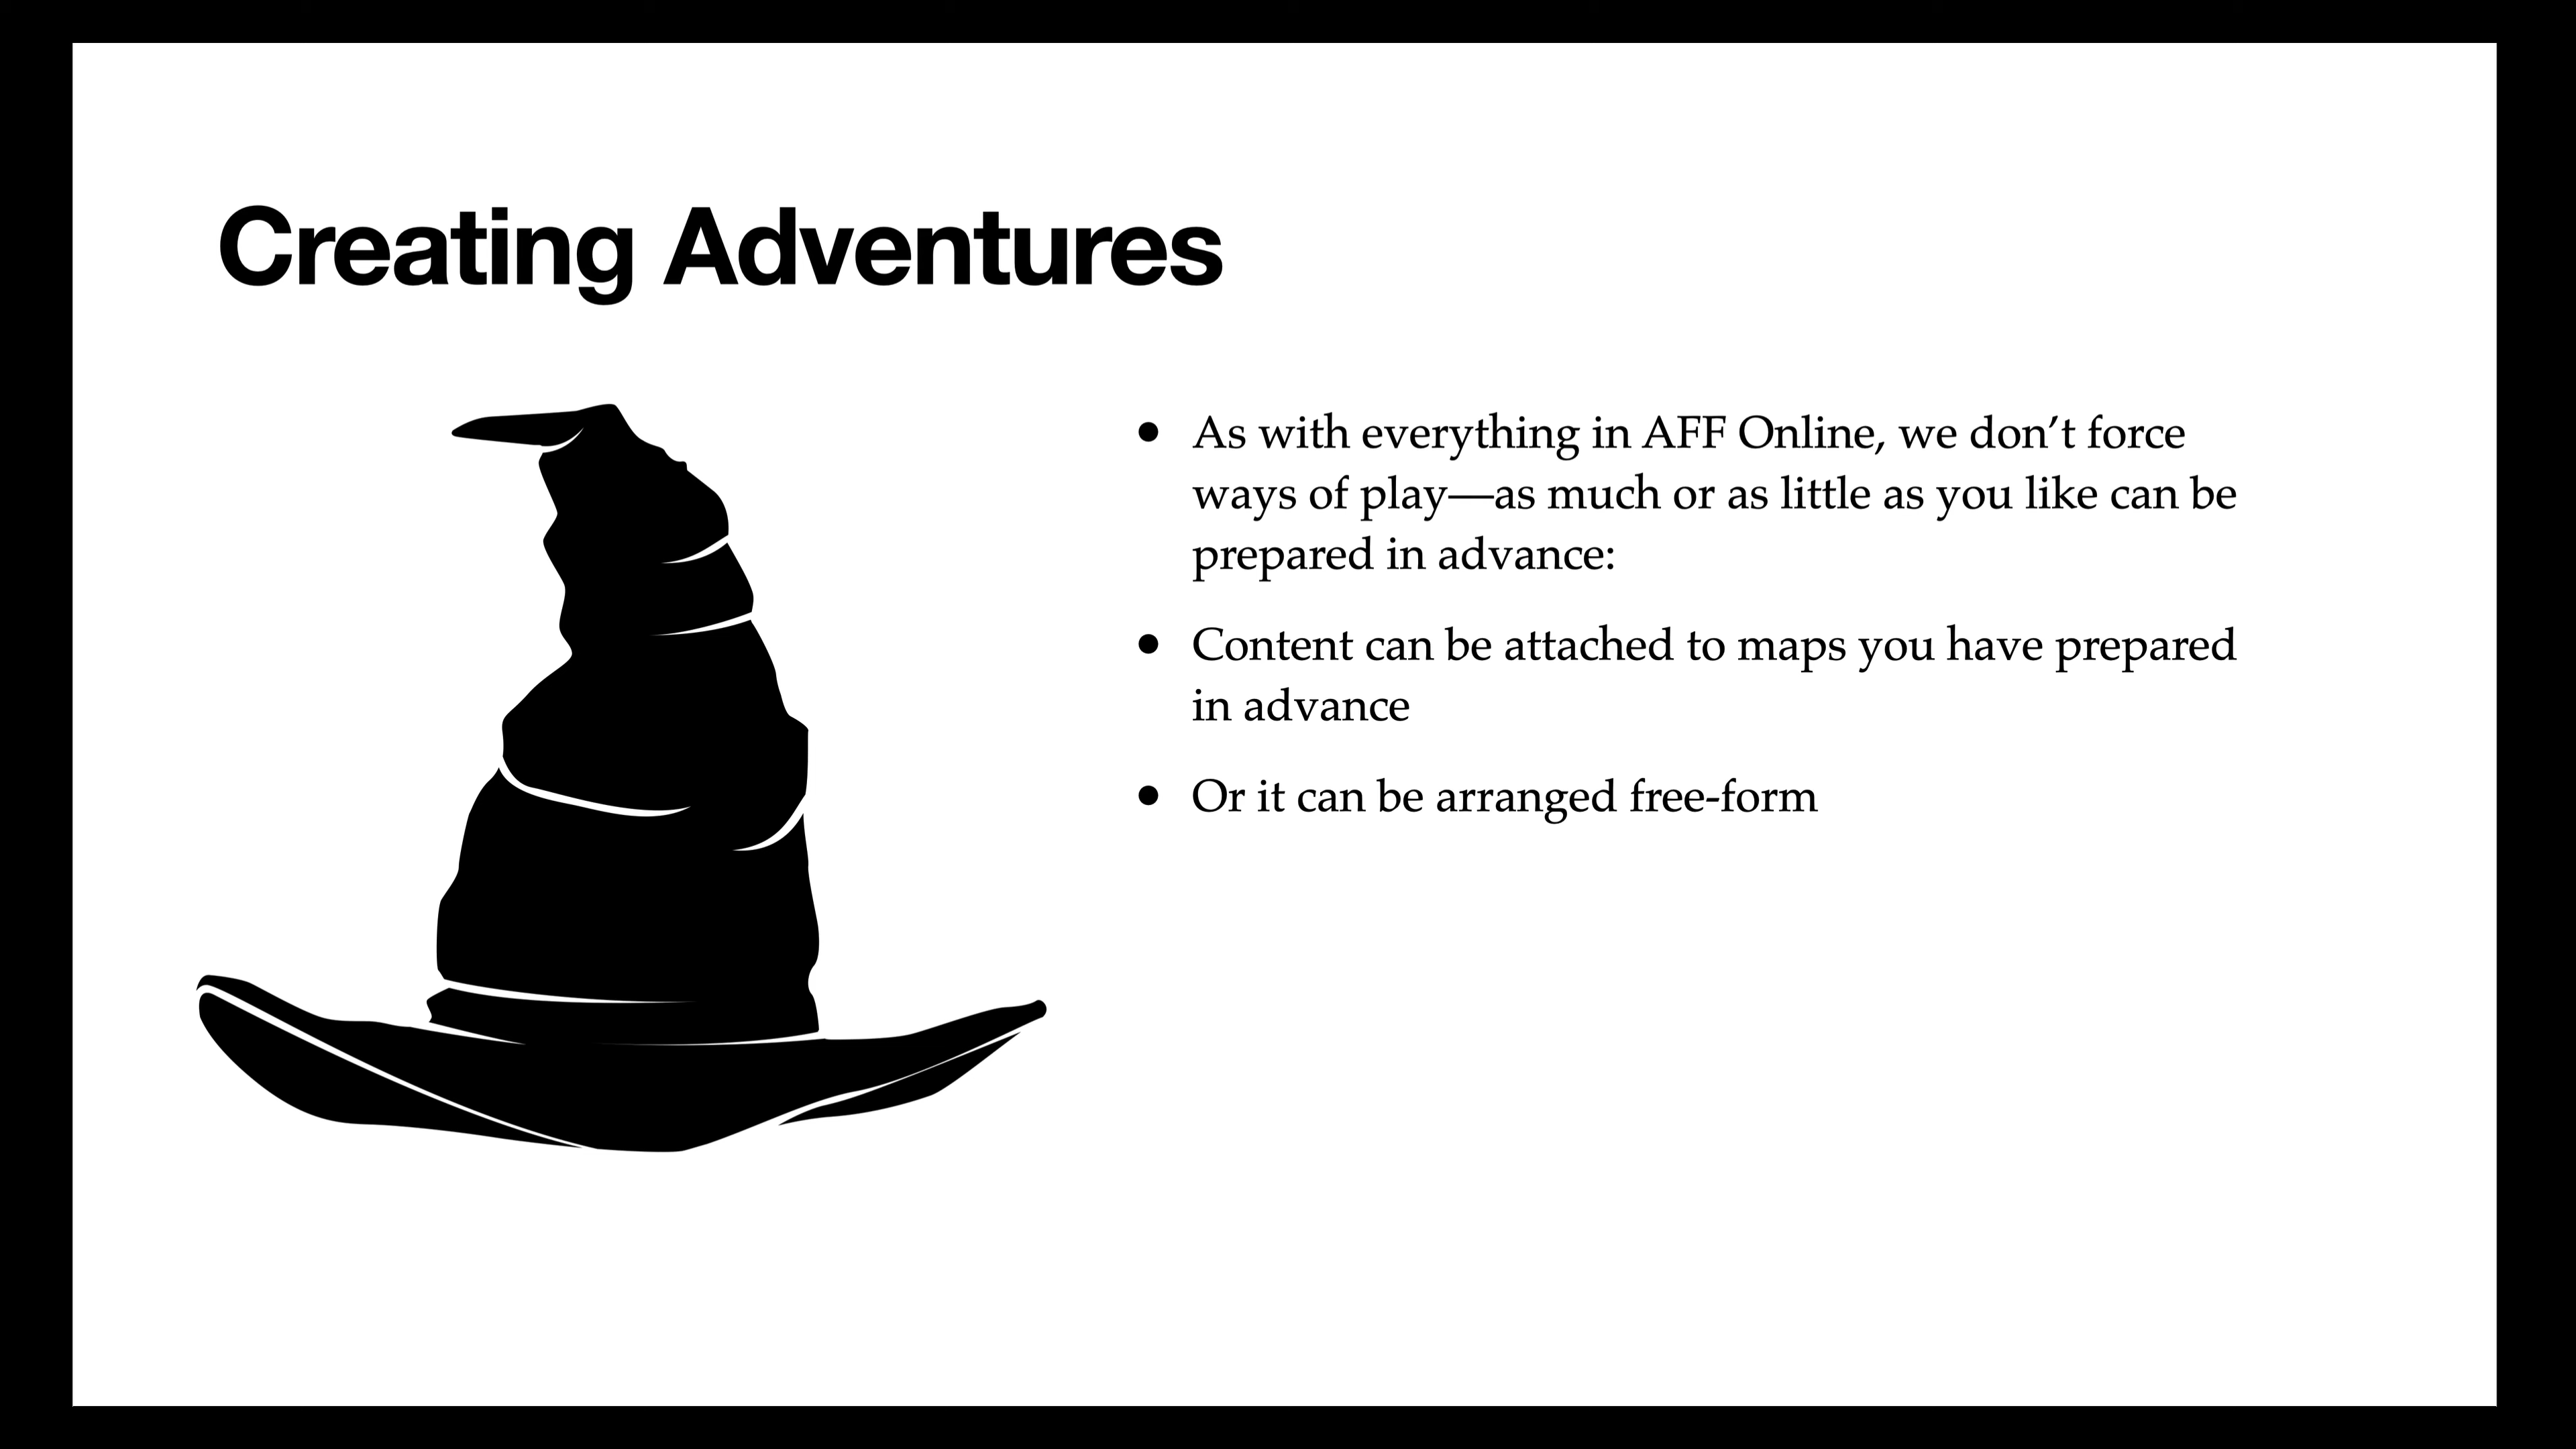 Creating Adventures
• As with everything in AFF Online, we don’t force
ways of play—as much or as little as you like can be
prepared in advance:
• Content can be attached to maps you have prepared
in advance
• Or it can be arranged free-form